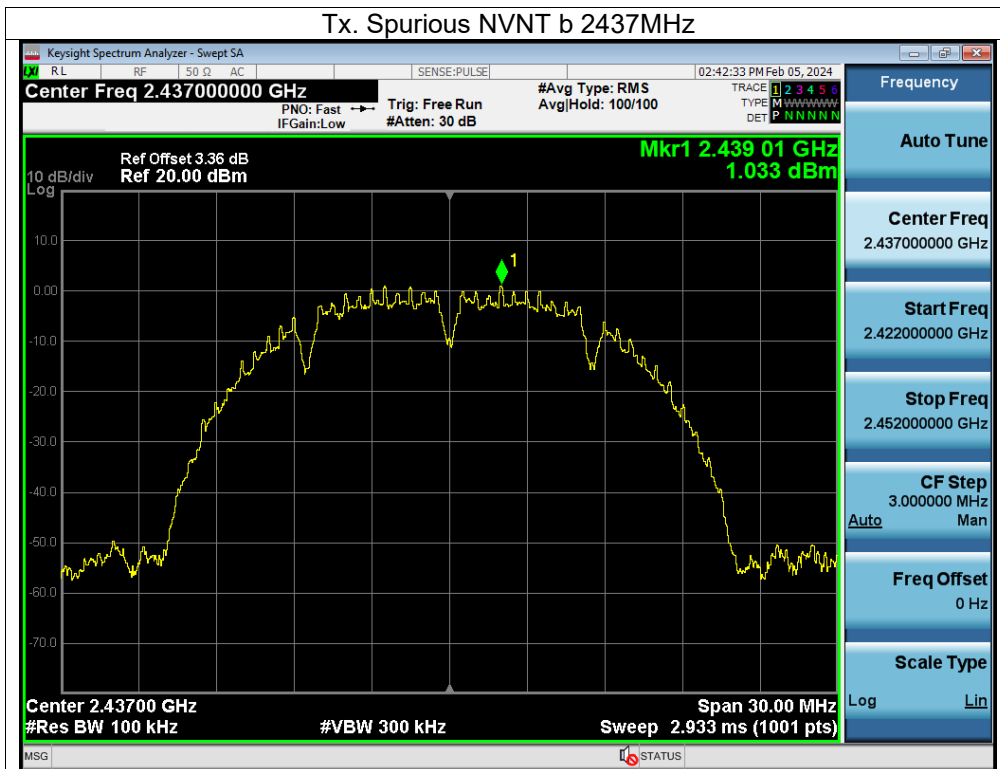 Tx. Spurious NVNT b 2437MHz
Keysight Spectrum Analyzer - Swept SA
LXI RL RF 50 Ω AC SENSE:PULSE 02:42:33 PM Feb 05, 2024
Center Freq 2.437000000 GHz
PNO: Fast
IFGain:Low
Trig: Free Run
#Atten: 30 dB
#Avg Type: RMS
Avg|Hold: 100/100
TRACE 1 2 3 4 5 6
TYPE M WWWWW
DET P N N N N N
Ref Offset 3.36 dB
10 dB/div Ref 20.00 dBm
Log
Mkr1 2.439 01 GHz
1.033 dBm
1
10.0
0.00
-10.0
-20.0
-30.0
-40.0
-50.0
-60.0
-70.0
Center 2.43700 GHz Span 30.00 MHz
#Res BW 100 kHz #VBW 300 kHz Sweep 2.933 ms (1001 pts)
MSG STATUS
Frequency
Auto Tune
Center Freq
2.437000000 GHz
Start Freq
2.422000000 GHz
Stop Freq
2.452000000 GHz
CF Step
3.000000 MHz
Auto Man
Freq Offset
0 Hz
Scale Type
Log Lin